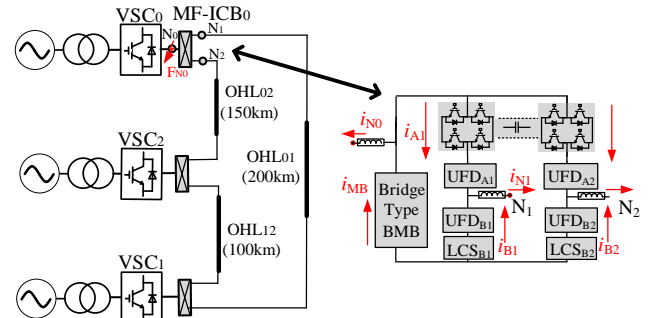 VSC0 MF-ICB0
N0 N1
N2
FN0
OHL02
(150km)
VSC2
OHL01
(200km)
OHL12
(100km)
VSC1
iN0
iA1
iMB
Bridge
Type
BMB
UFDA1
iN1
N1
UFDB1
iB1
LCSB1
UFDA2
N2
UFDB2
iB2
LCSB2